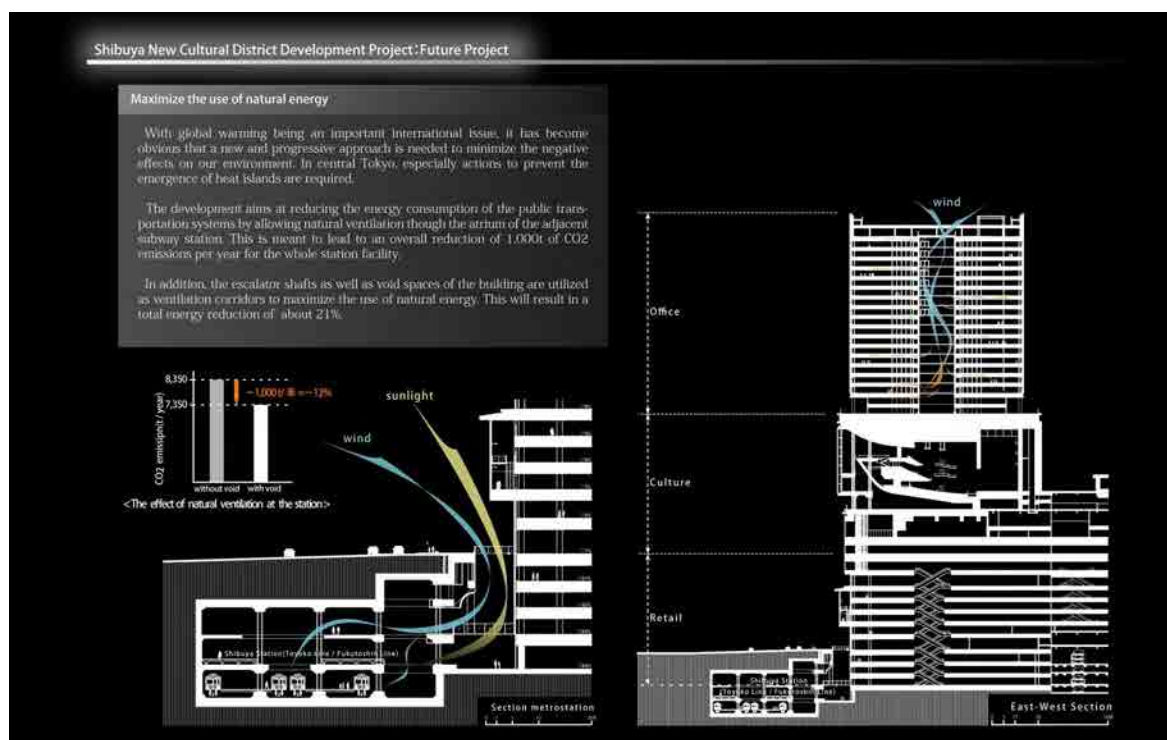 Shibuya New Cultural District Development Project:Future Project
Maximize the use of natural energy
With global warming being an important international issue, it has become
obvious that a new and progressive approach is needed to minimize the negative
effects on our environment. In central Tokyo, especially actions to prevent the
emergence of heat islands are required.
The development aims at reducing the energy consumption of the public trans-
portation systems by allowing natural ventilation though the atrium of the adjacent
subway station. This is meant to lead to an overall reduction of 1,000t of CO2
emissions per year for the whole station facility.
In addition, the escalator shafts as well as void spaces of the building are utilized
as ventilation corridors to maximize the use of natural energy. This will result in a
total energy reduction of about 21%.
8,350
7,350
CO2
year)
without void
with void
<The effect of natural ventilation at the station>
wind
sunlight
Shibuya Station(Toyoko Line / Fukutoshin Line)
Section metrostation
wind
Office
Culture
Retail
Shibuya Station
(Toyoko Line / Fukutoshin Line)
East-West Section